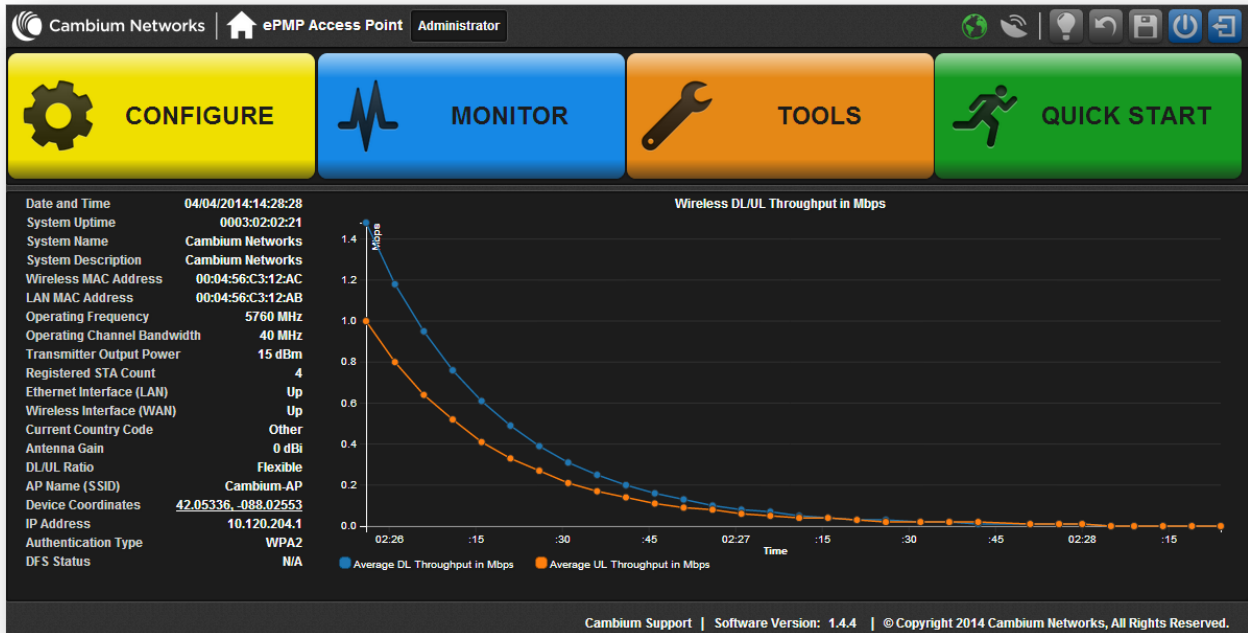 Cambium Networks | ePMP Access Point Administrator
CONFIGURE
MONITOR
TOOLS
QUICK START
Date and Time 04/04/2014:14:28:28
System Uptime 0003:02:02:21
System Name Cambium Networks
System Description Cambium Networks
Wireless MAC Address 00:04:56:C3:12:AC
LAN MAC Address 00:04:56:C3:12:AB
Operating Frequency 5760 MHz
Operating Channel Bandwidth 40 MHz
Transmitter Output Power 15 dBm
Registered STA Count 4
Ethernet Interface (LAN) Up
Wireless Interface (WAN) Up
Current Country Code Other
Antenna Gain 0 dBi
DL/UL Ratio Flexible
AP Name (SSID) Cambium-AP
Device Coordinates 42.05336, -088.02553
IP Address 10.120.204.1
Authentication Type WPA2
DFS Status N/A
Wireless DL/UL Throughput in Mbps
Mbps
1.4
1.2
1.0
0.8
0.6
0.4
0.2
0.0
02:26 :15 :30 :45 02:27 :15 :30 :45 02:28 :15
Time
Average DL Throughput in Mbps Average UL Throughput in Mbps
Cambium Support | Software Version: 1.4.4 | © Copyright 2014 Cambium Networks, All Rights Reserved.